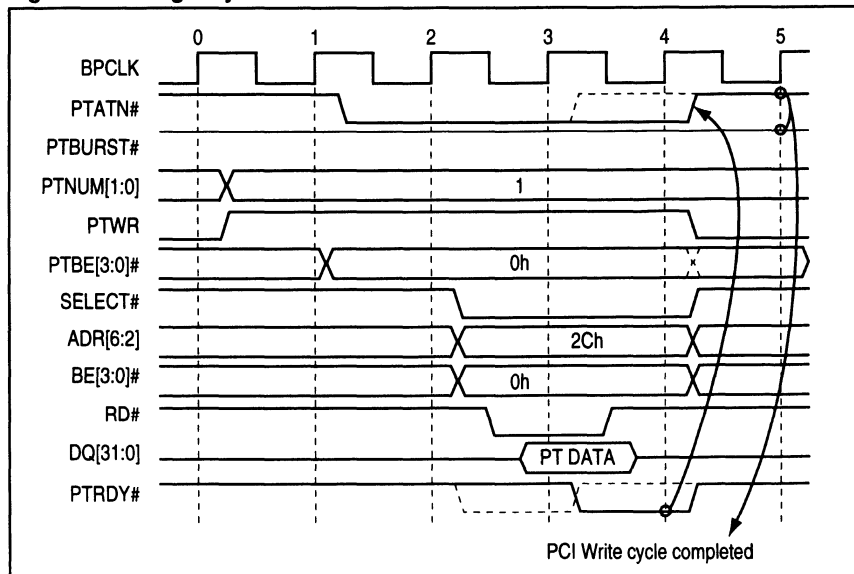 0 1 2 3 4 5
BPCLK
PTATN#
PTBURST#
PTNUM[1:0] 1
PTWR
PTBE[3:0]# 0h
SELECT#
ADR[6:2] 2Ch
BE[3:0]# 0h
RD#
DQ[31:0] PT DATA
PTRDY#
PCI Write cycle completed